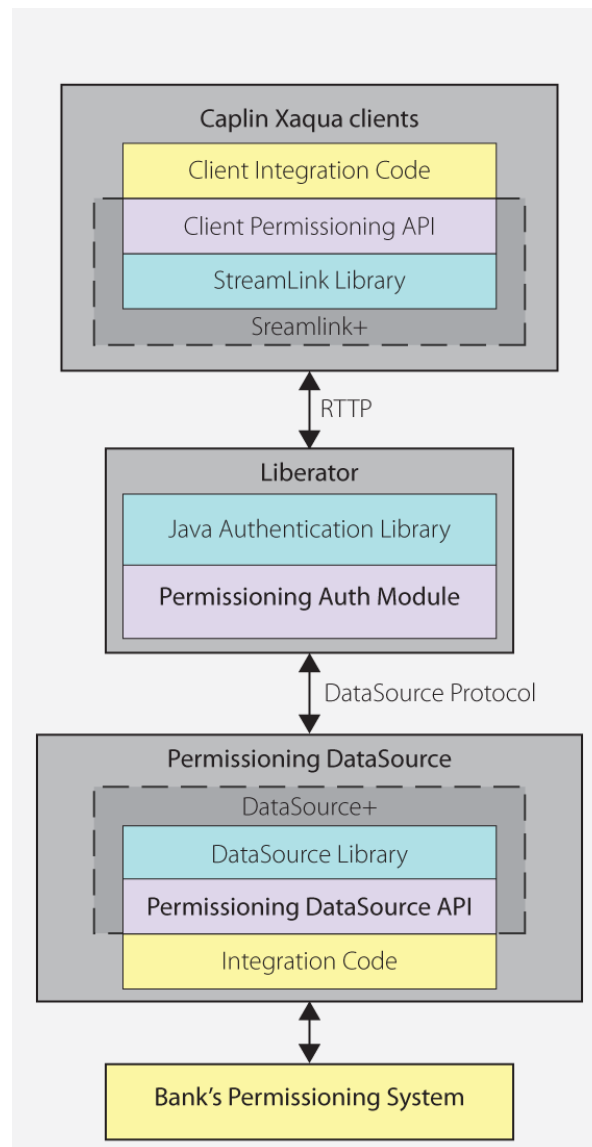 Caplin Xaqua clients
Client Integration Code
Client Permissioning API
StreamLink Library
Sreamlink+
RTTP
Liberator
Java Authentication Library
Permissioning Auth Module
DataSource Protocol
Permissioning DataSource
DataSource+
DataSource Library
Permissioning DataSource API
Integration Code
Bank's Permissioning System